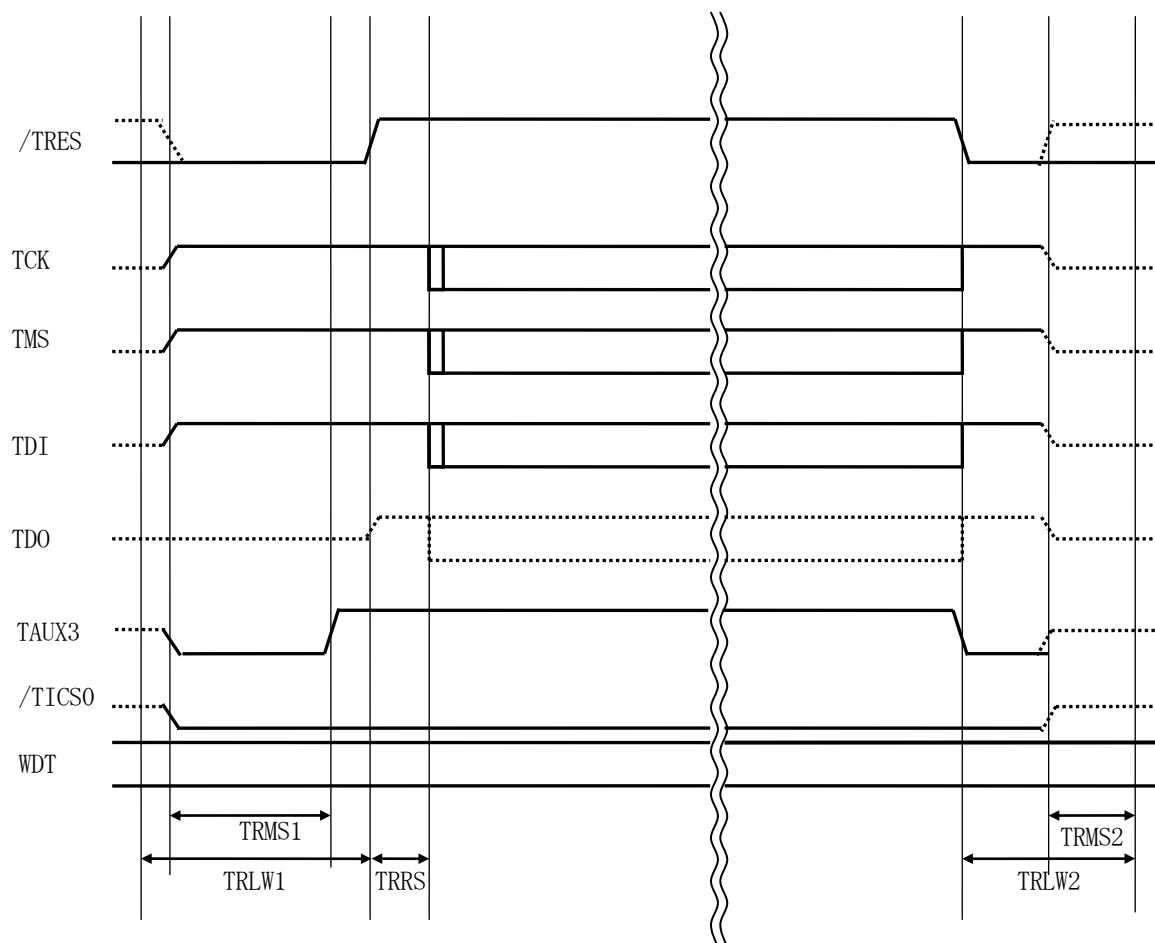 /TRES
TCK
TMS
TDI
TDO
TAUX3
/TICS0
WDT
TRMS1
TRMS2
TRLW1
TRRS
TRLW2